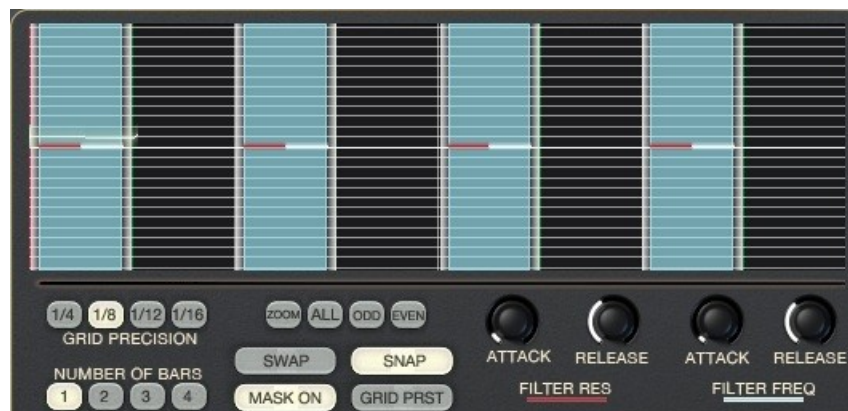 1/4 1/8 1/12 1/16
GRID PRECISION
ZOOM ALL ODD EVEN
SWAP SNAP
NUMBER OF BARS
1 2 3 4
MASK ON GRID PRST
ATTACK RELEASE ATTACK RELEASE
FILTER RES FILTER FREQ